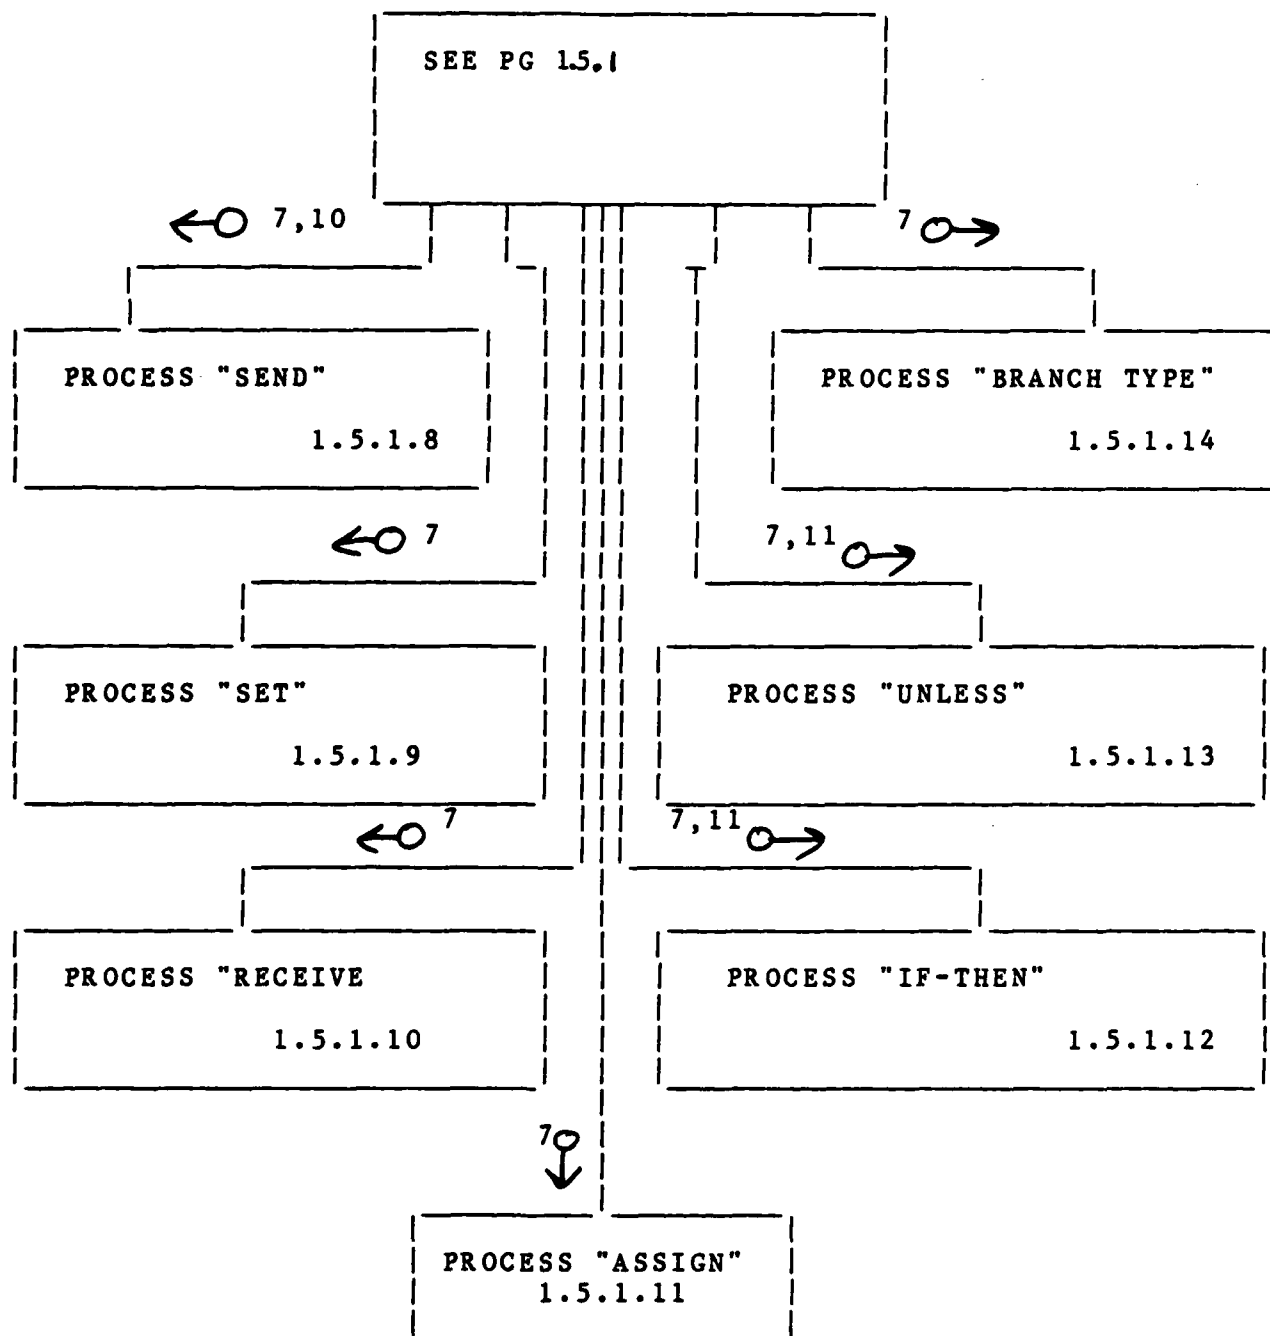 SEE PG 1.5.1
7,10
7
PROCESS "SEND"
1.5.1.8
PROCESS "BRANCH TYPE"
1.5.1.14
7
7,11
PROCESS "SET"
1.5.1.9
PROCESS "UNLESS"
1.5.1.13
7
7,11
PROCESS "RECEIVE
1.5.1.10
PROCESS "IF-THEN"
1.5.1.12
7
PROCESS "ASSIGN"
1.5.1.11